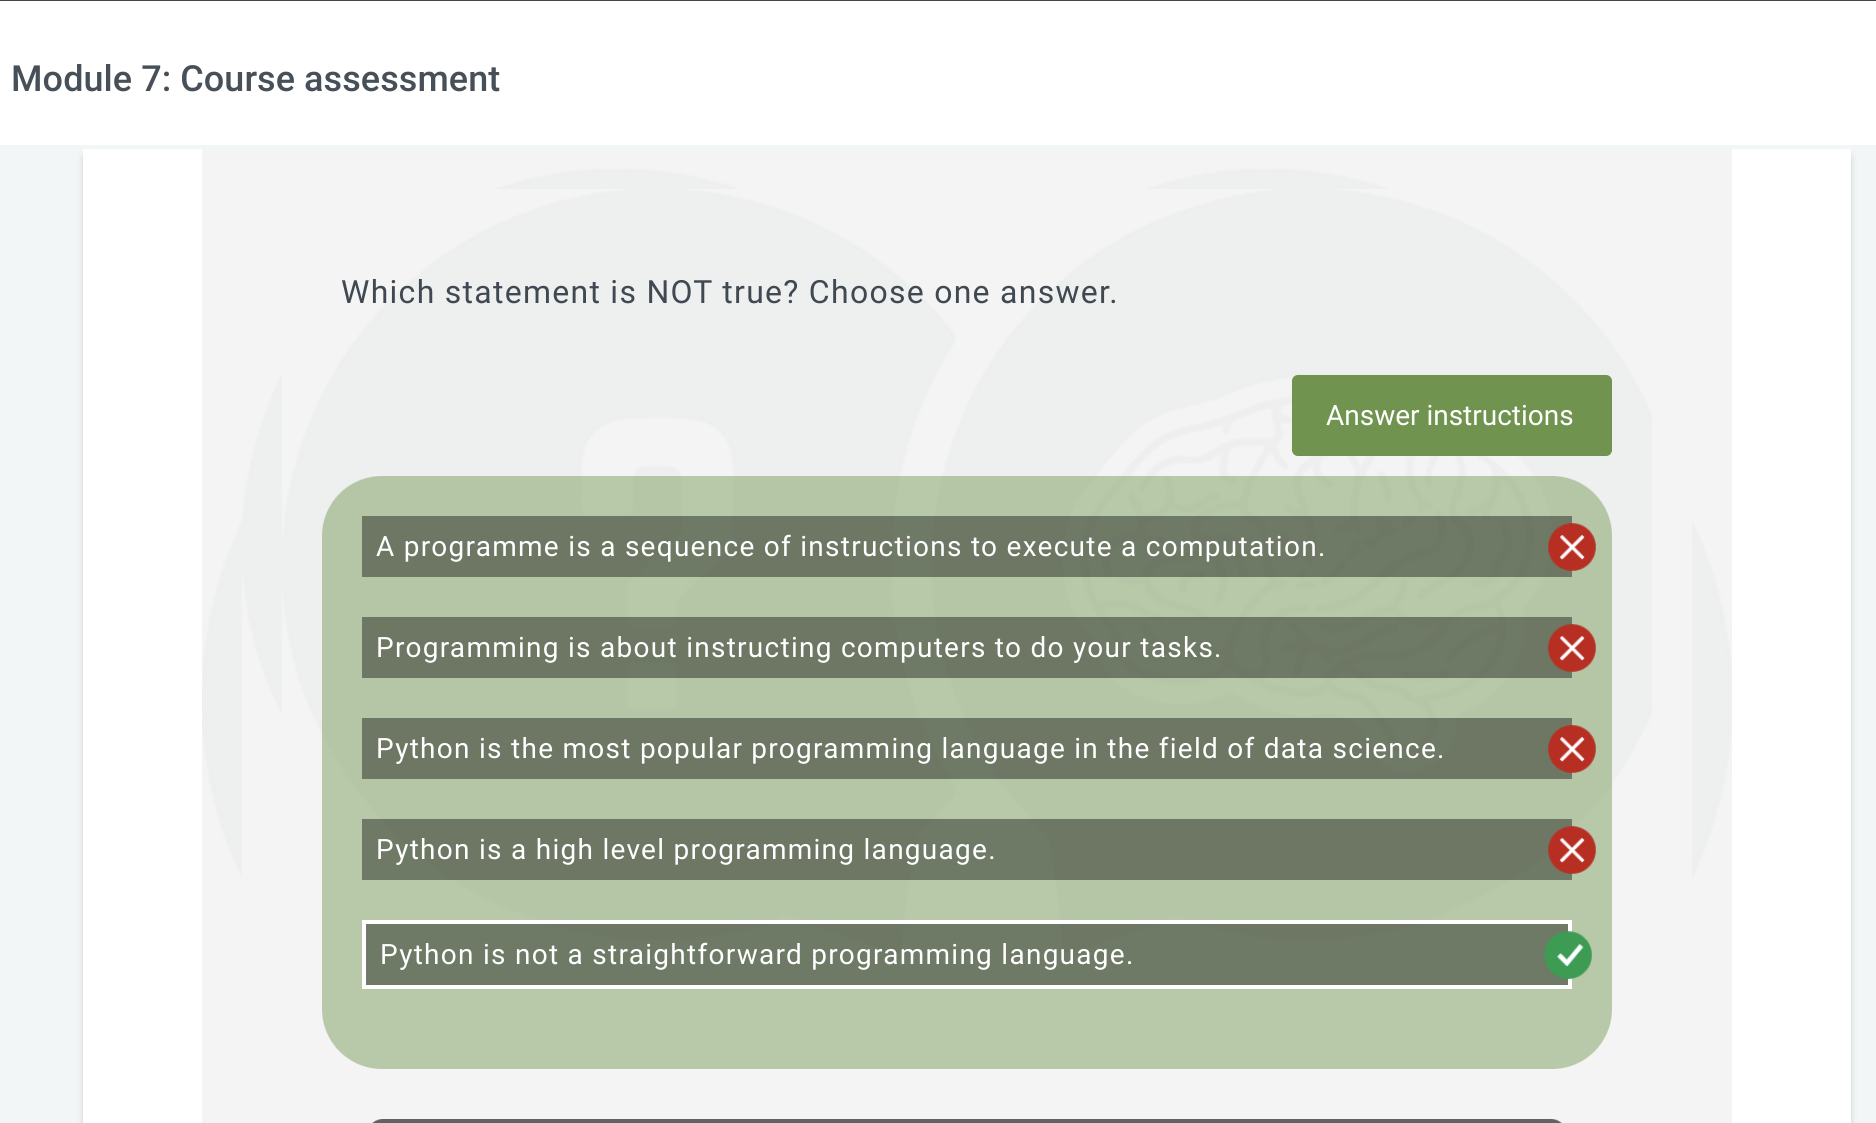 Module 7: Course assessment
Which statement is NOT true? Choose one answer.
Answer instructions
A programme is a sequence of instructions to execute a computation.
Programming is about instructing computers to do your tasks.
Python is the most popular programming language in the field of data science.
Python is a high level programming language.
Python is not a straightforward programming language.